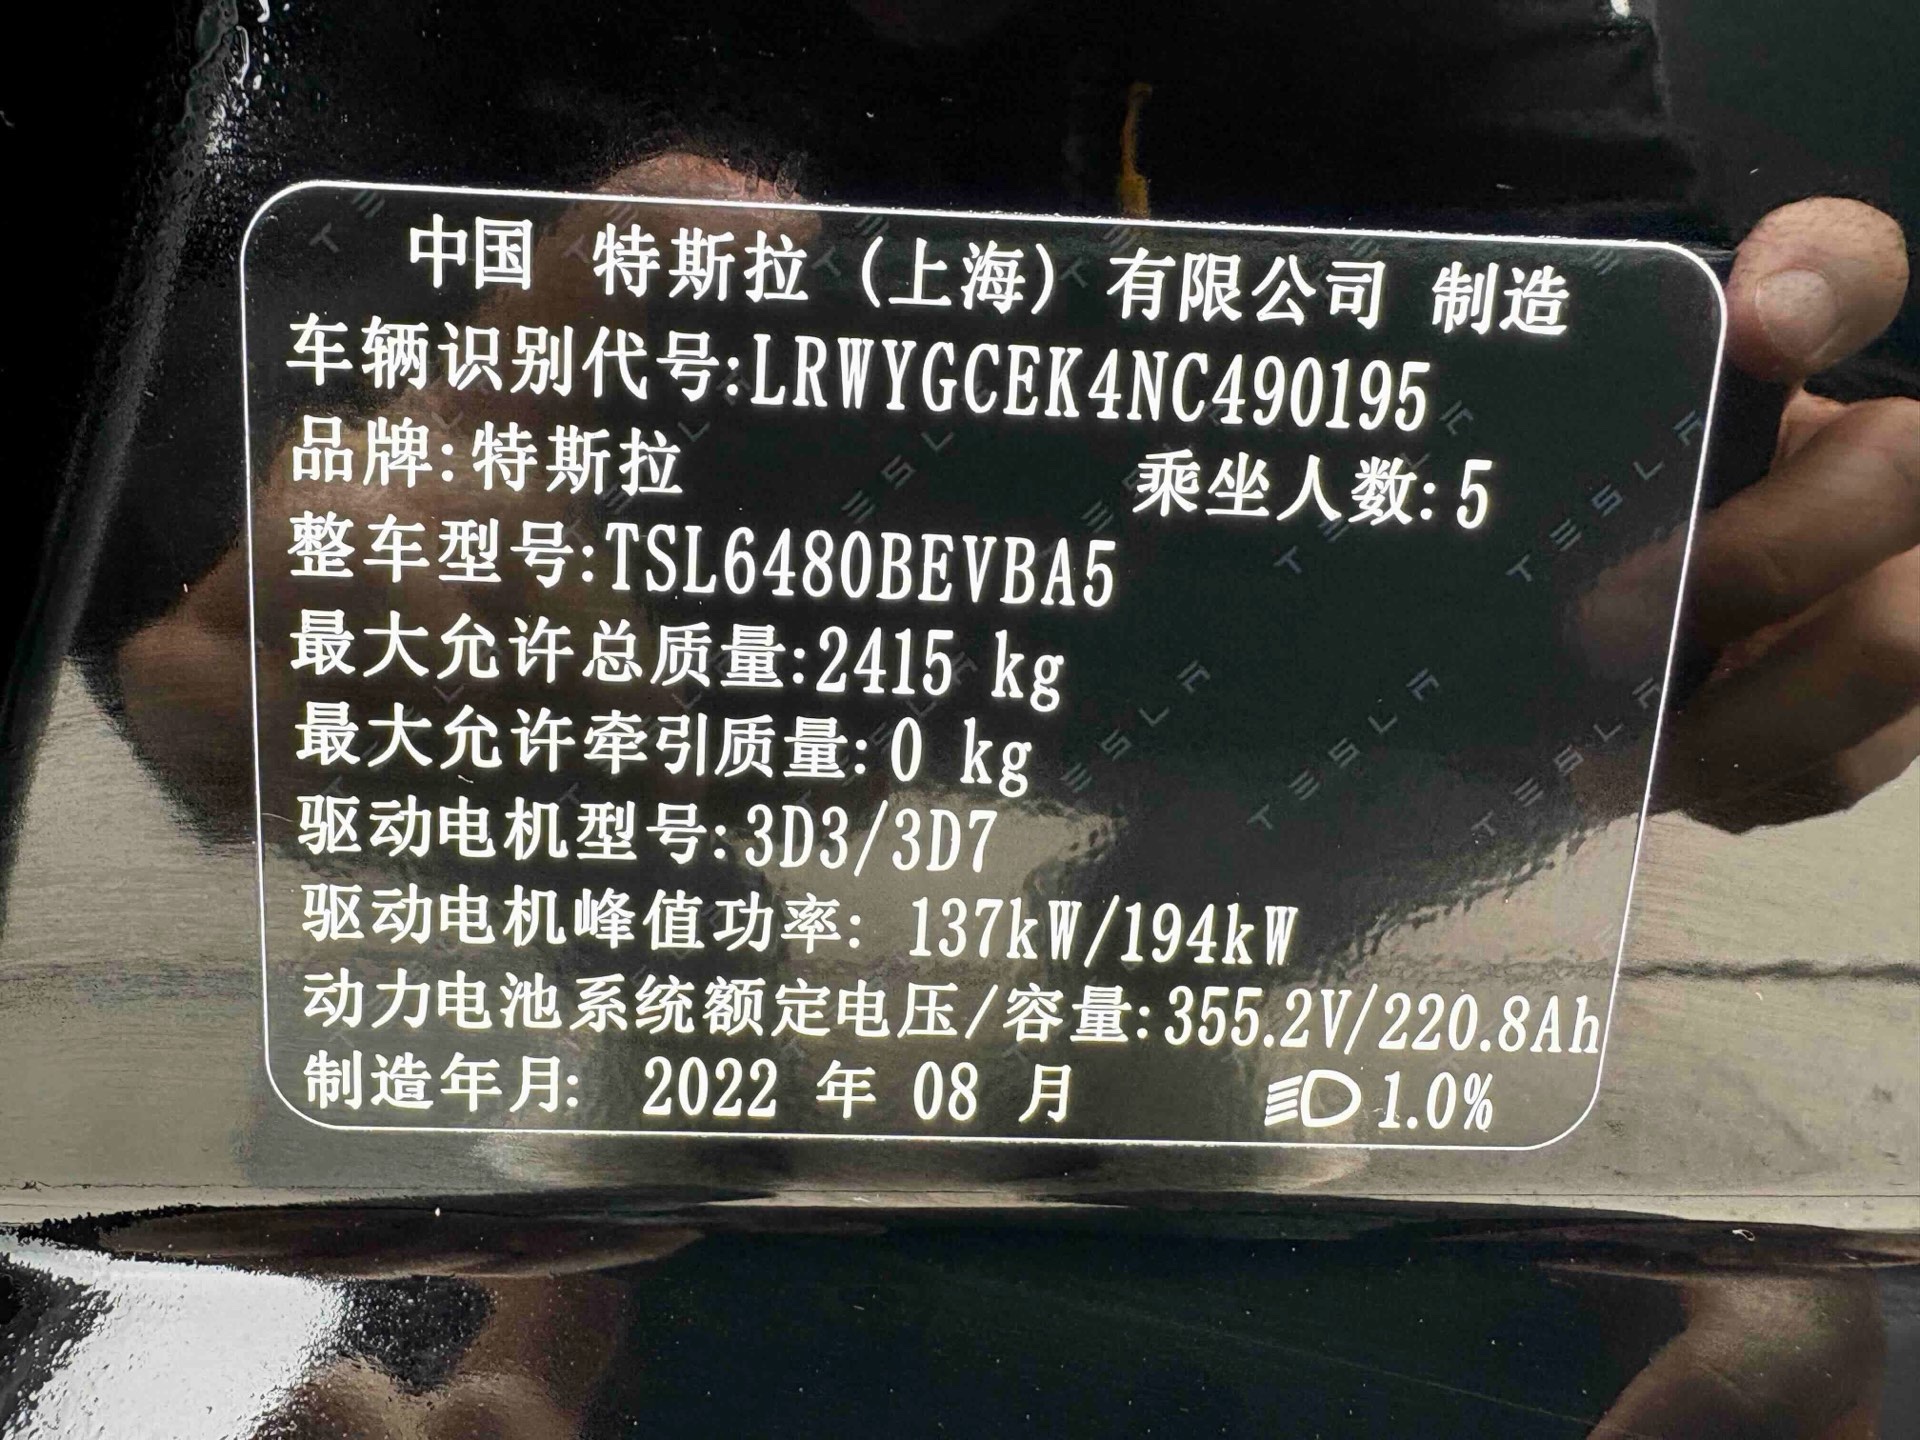 中国 特斯拉 (上海) 有限公司 制造
车辆识别代号:LRWYGCEK4NC490195
品牌:特斯拉 乘坐人数:5
整车型号:TSL6480BEVBA5
最大允许总质量:2415 kg
最大允许牵引质量: 0 kg
驱动电机型号:3D3/3D7
驱动电机峰值功率: 137kW/194kW
动力电池系统额定电压/容量:355.2V/220.8Ah
制造年月: 2022 年 08 月 1.0%